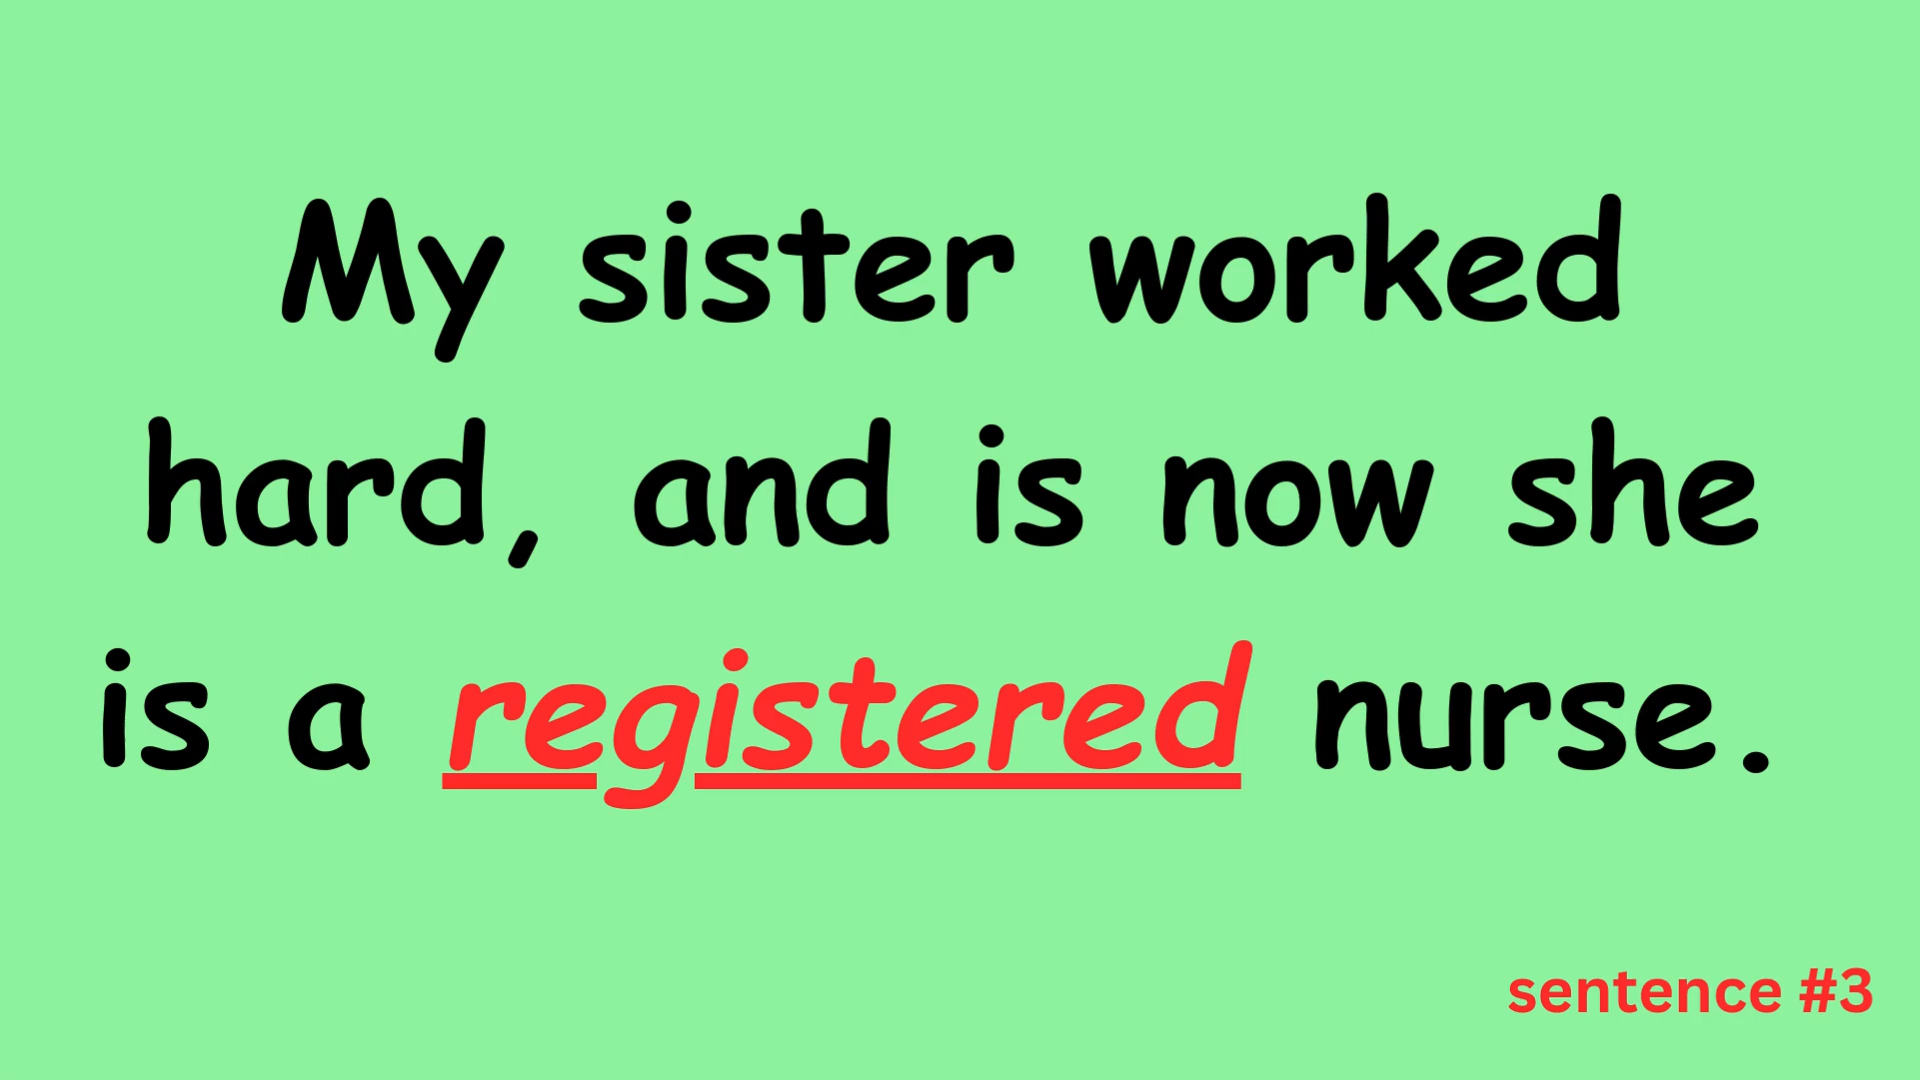 My sister worked
hard, and is now she
is a registered nurse.
sentence #3